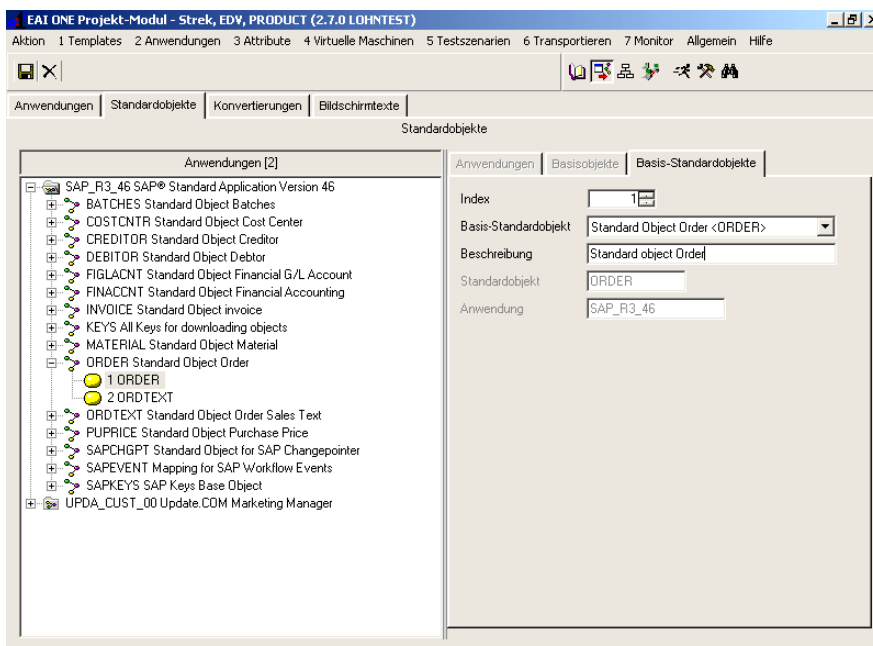 EAI ONE Projekt-Modul - Strek, EDV, PRODUCT (2.7.0 LOHNTEST)
Aktion 1 Templates 2 Anwendungen 3 Attribute 4 Virtuelle Maschinen 5 Testszenarien 6 Transportieren 7 Monitor Allgemein Hilfe
Anwendungen Standardobjekte Konvertierungen Bildschirmtexte
Standardobjekte
Anwendungen [2]
SAP_R3_46 SAP® Standard Application Version 46
BATCHES Standard Object Batches
COSTCNTR Standard Object Cost Center
CREDITOR Standard Object Creditor
DEBITOR Standard Object Debtor
FIGLACNT Standard Object Financial G/L Account
FINACCNT Standard Object Financial Accounting
INVOICE Standard Object invoice
KEYS All Keys for downloading objects
MATERIAL Standard Object Material
ORDER Standard Object Order
1 ORDER
2 ORDTEXT
ORDTEXT Standard Object Order Sales Text
PUPRICE Standard Object Purchase Price
SAPCHGPT Standard Object for SAP Changepointer
SAPEVENT Mapping for SAP Workflow Events
SAPKEYS SAP Keys Base Object
UPDA_CUST_00 Update.COM Marketing Manager
Anwendungen Basisobjekte Basis-Standardobjekte
Index 1
Basis-Standardobjekt Standard Object Order <ORDER>
Beschreibung Standard object Order
Standardobjekt ORDER
Anwendung SAP_R3_46